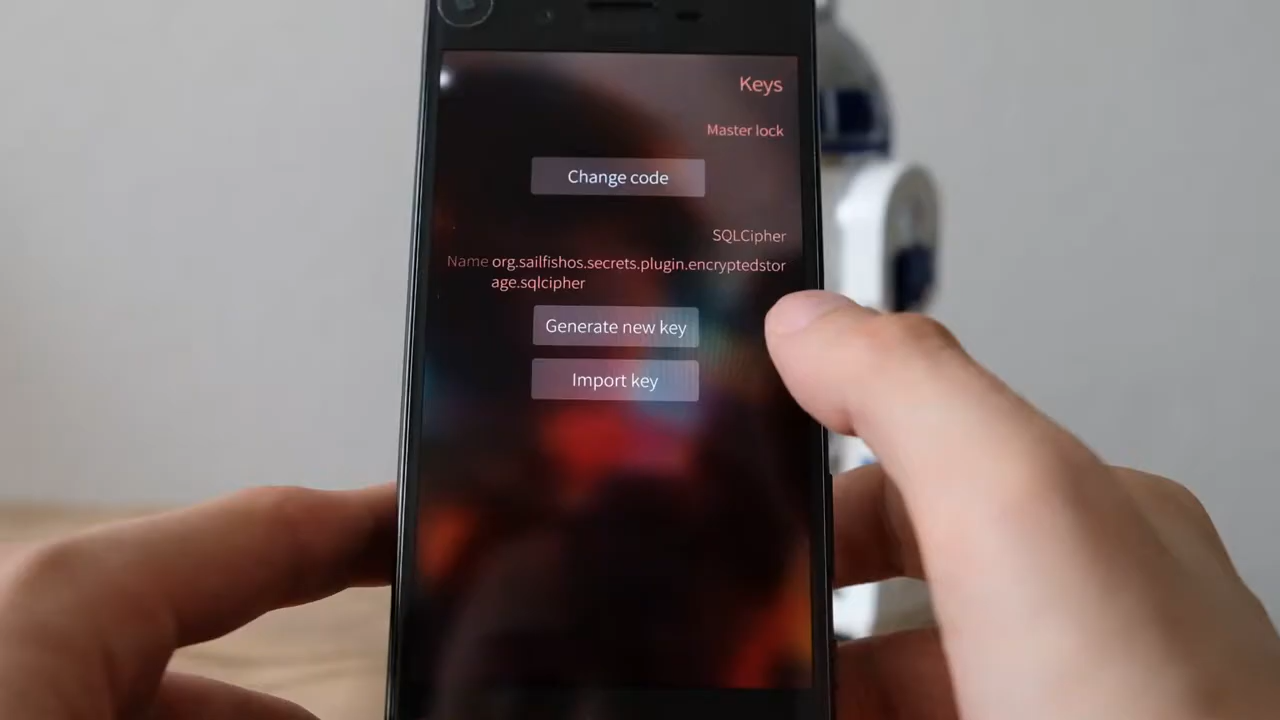 Keys
Master lock
Change code
SQLCipher
Name org.sailfishos.secrets.plugin.encryptedstor
age.sqlcipher
Generate new key
Import key